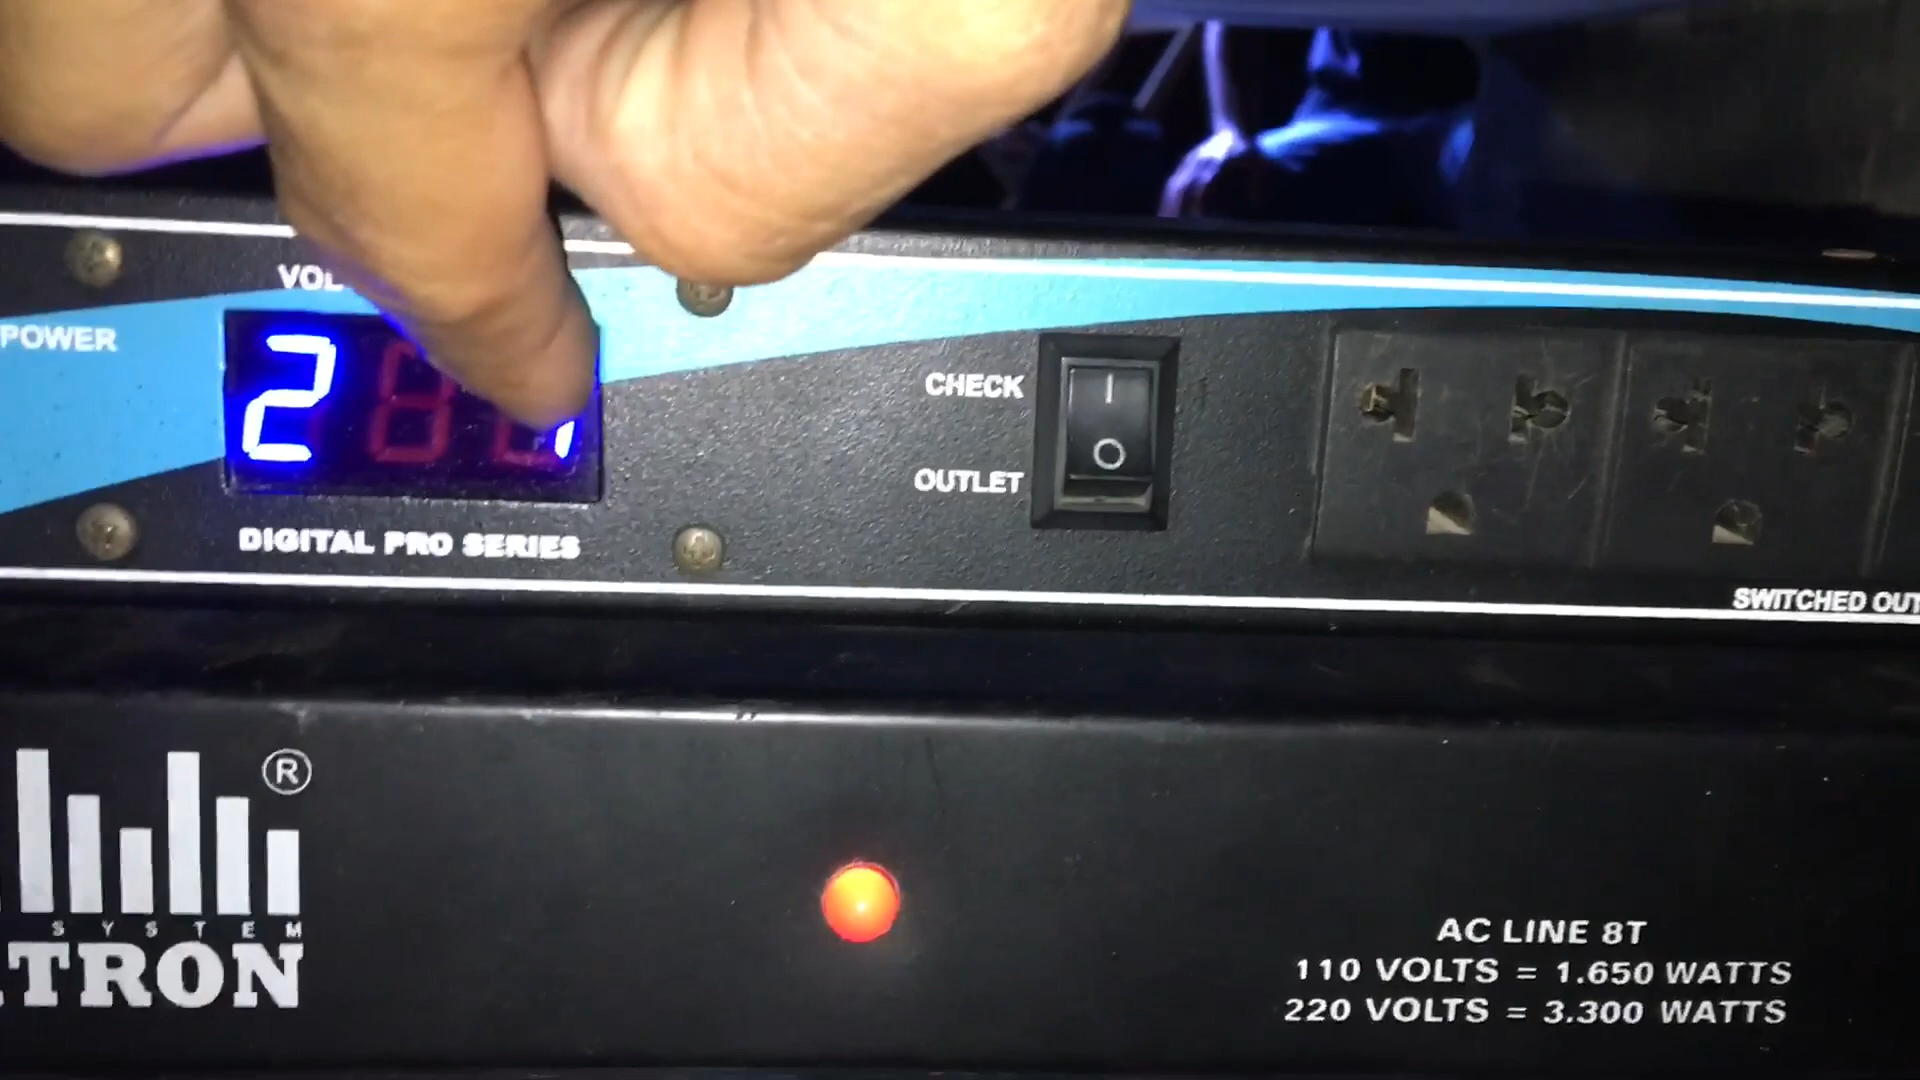 VOL
POWER
2
CHECK
OUTLET
DIGITAL PRO SERIES
SWITCHED OUT
®
SYSTEM
TRON
AC LINE 8T
110 VOLTS = 1.650 WATTS
220 VOLTS = 3.300 WATTS